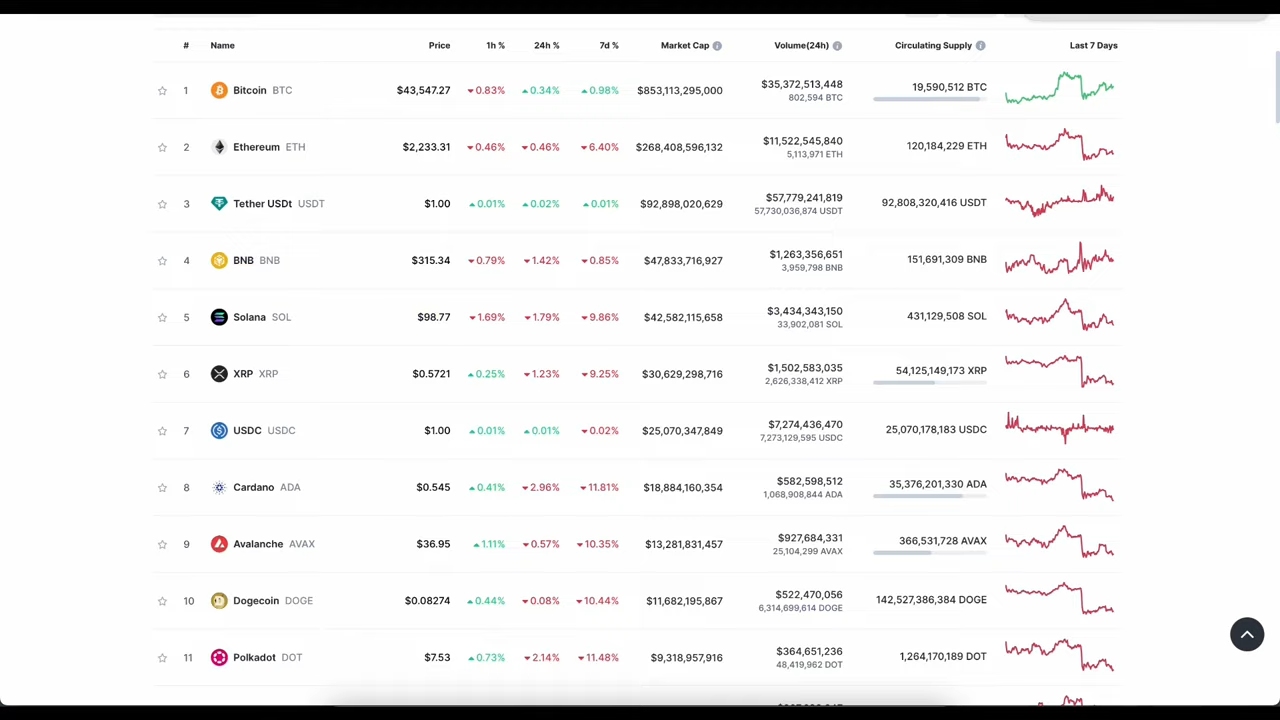 # Name Price 1h % 24h % 7d % Market Cap Volume(24h) Circulating Supply Last 7 Days
1 Bitcoin BTC $43,547.27 0.83% 0.34% 0.98% $853,113,295,000 $35,372,513,448 19,590,512 BTC
802,594 BTC
2 Ethereum ETH $2,233.31 0.46% 0.46% 6.40% $268,408,596,132 $11,522,545,840 120,184,229 ETH
5,113,971 ETH
3 Tether USDt USDT $1.00 0.01% 0.02% 0.01% $92,898,020,629 $57,779,241,819 92,808,320,416 USDT
57,730,036,874 USDT
4 BNB BNB $315.34 0.79% 1.42% 0.85% $47,833,716,927 $1,263,356,651 151,691,309 BNB
3,959,798 BNB
5 Solana SOL $98.77 1.69% 1.79% 9.86% $42,582,115,658 $3,434,343,150 431,129,508 SOL
33,902,081 SOL
6 XRP XRP $0.5721 0.25% 1.23% 9.25% $30,629,298,716 $1,502,583,035 54,125,149,173 XRP
2,626,338,412 XRP
7 USDC USDC $1.00 0.01% 0.01% 0.02% $25,070,347,849 $7,274,436,470 25,070,178,183 USDC
7,273,129,595 USDC
8 Cardano ADA $0.545 0.41% 2.96% 11.81% $18,884,160,354 $582,598,512 35,376,201,330 ADA
1,068,908,844 ADA
9 Avalanche AVAX $36.95 1.11% 0.57% 10.35% $13,281,831,457 $927,684,331 366,531,728 AVAX
25,104,299 AVAX
10 Dogecoin DOGE $0.08274 0.44% 0.08% 10.44% $11,682,195,867 $522,470,056 142,527,386,384 DOGE
6,314,699,614 DOGE
11 Polkadot DOT $7.53 0.73% 2.14% 11.48% $9,318,957,916 $364,651,236 1,264,170,189 DOT
48,419,962 DOT